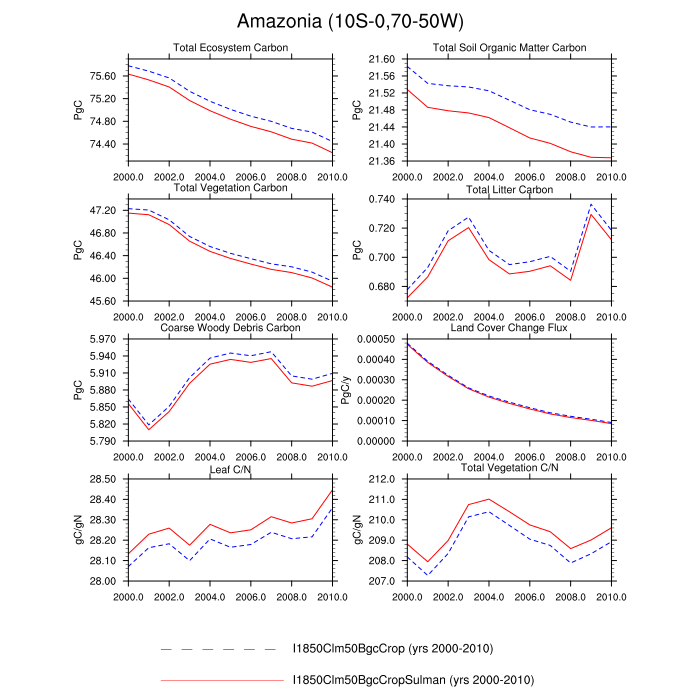 Amazonia (10S-0,70-50W)
Total Ecosystem Carbon
PgC
75.60
75.20
74.80
74.40
2000.0 2002.0 2004.0 2006.0 2008.0 2010.0
Total Soil Organic Matter Carbon
PgC
21.60
21.56
21.52
21.48
21.44
21.40
21.36
2000.0 2002.0 2004.0 2006.0 2008.0 2010.0
Total Vegetation Carbon
PgC
47.20
46.80
46.40
46.00
45.60
2000.0 2002.0 2004.0 2006.0 2008.0 2010.0
Total Litter Carbon
PgC
0.740
0.720
0.700
0.680
2000.0 2002.0 2004.0 2006.0 2008.0 2010.0
Coarse Woody Debris Carbon
PgC
5.970
5.940
5.910
5.880
5.850
5.820
5.790
2000.0 2002.0 2004.0 2006.0 2008.0 2010.0
Land Cover Change Flux
PgC/y
0.00050
0.00040
0.00030
0.00020
0.00010
0.00000
2000.0 2002.0 2004.0 2006.0 2008.0 2010.0
Leaf C/N
gC/gN
28.50
28.40
28.30
28.20
28.10
28.00
2000.0 2002.0 2004.0 2006.0 2008.0 2010.0
Total Vegetation C/N
gC/gN
212.0
211.0
210.0
209.0
208.0
207.0
2000.0 2002.0 2004.0 2006.0 2008.0 2010.0
I1850Clm50BgcCrop (yrs 2000-2010)
I1850Clm50BgcCropSulman (yrs 2000-2010)